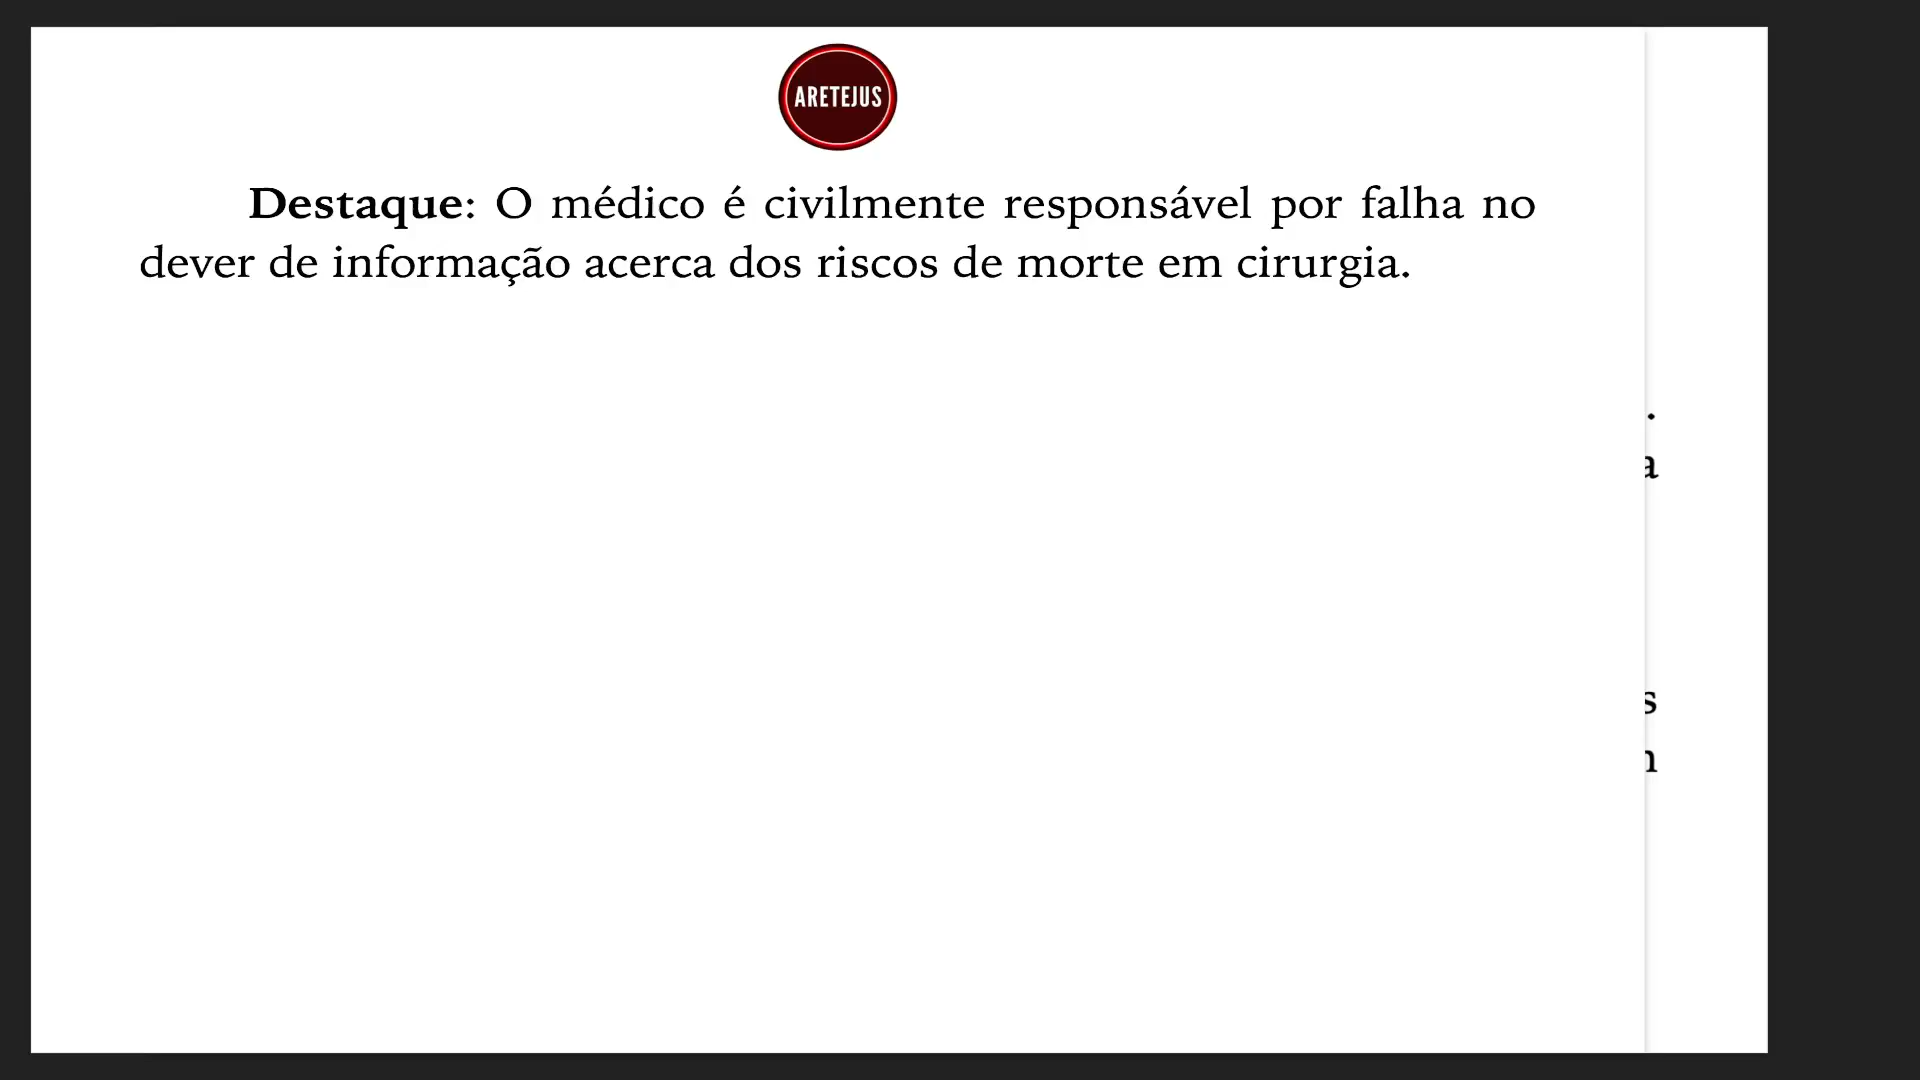 ARETEJUS
Destaque: O médico é civilmente responsável por falha no
dever de informação acerca dos riscos de morte em cirurgia.
.
a
s